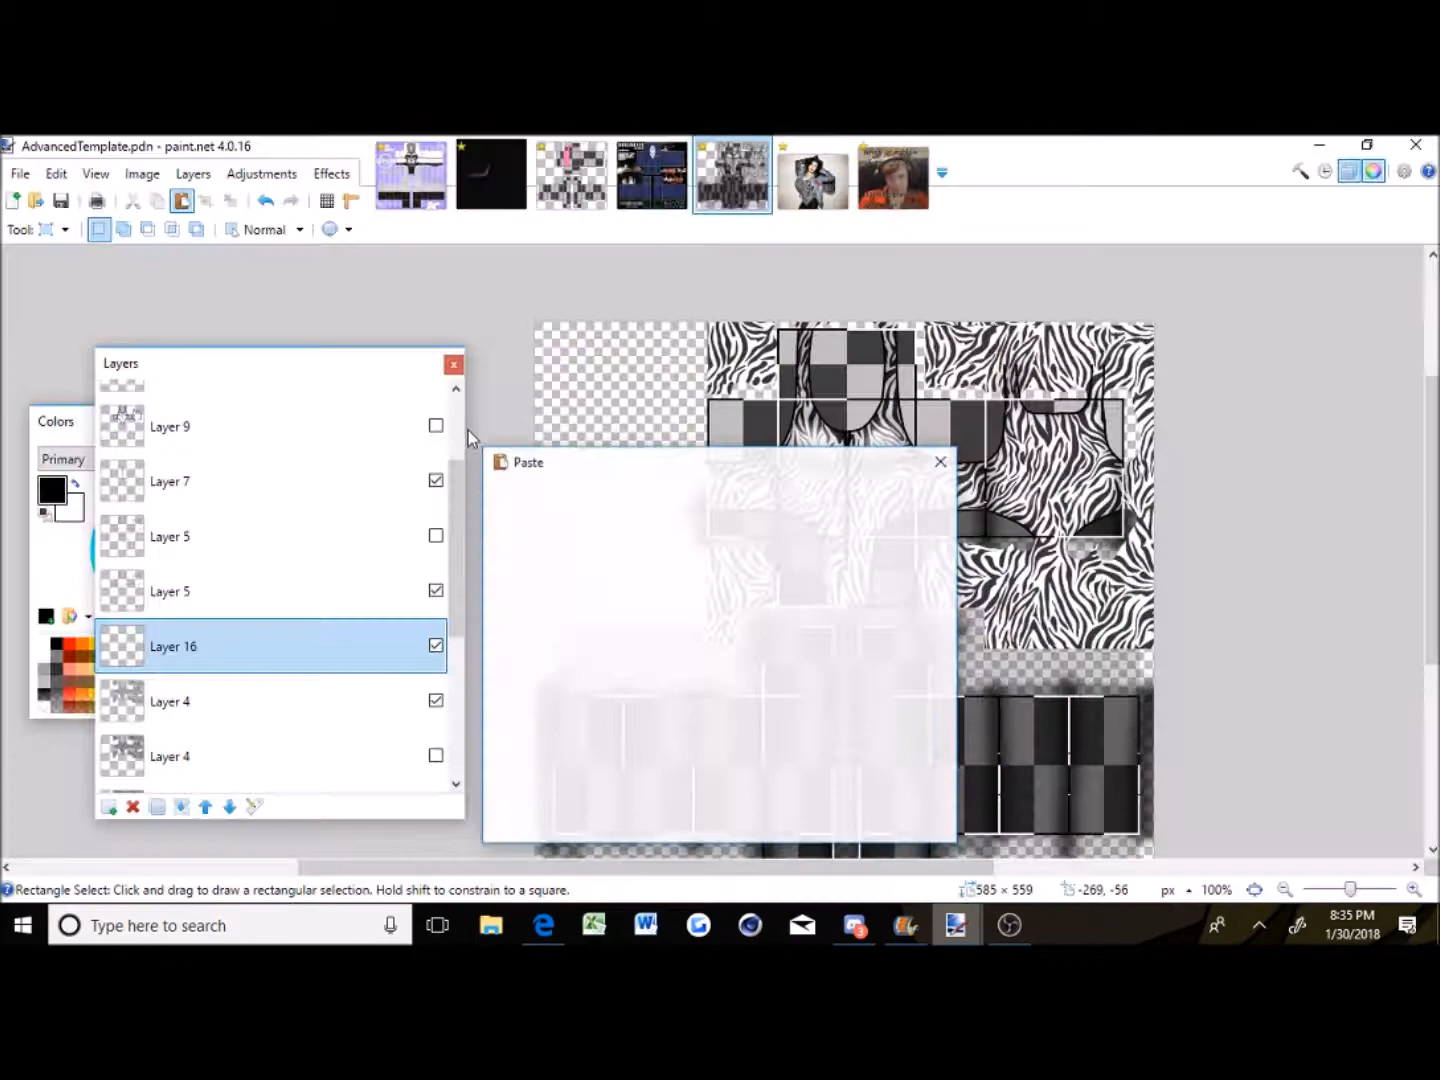 AdvancedTemplate.pdn - paint.net 4.0.16
File Edit View Image Layers Adjustments Effects
Tool:
Normal
Layers
Layer 9
Layer 7
Layer 5
Layer 5
Layer 16
Layer 4
Layer 4
Colors
Primary
Paste
Rectangle Select: Click and drag to draw a rectangular selection. Hold shift to constrain to a square.
585 × 559
-269, -56
px
100%
Type here to search
3
8:35 PM
1/30/2018